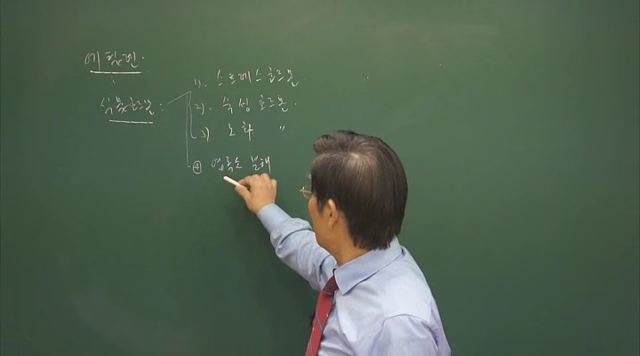 에틸렌.
식물호르몬 :
1). 스트레스 호르몬
2). 숙성 호르몬.
3) 노화 "
④ 엽록소 분해